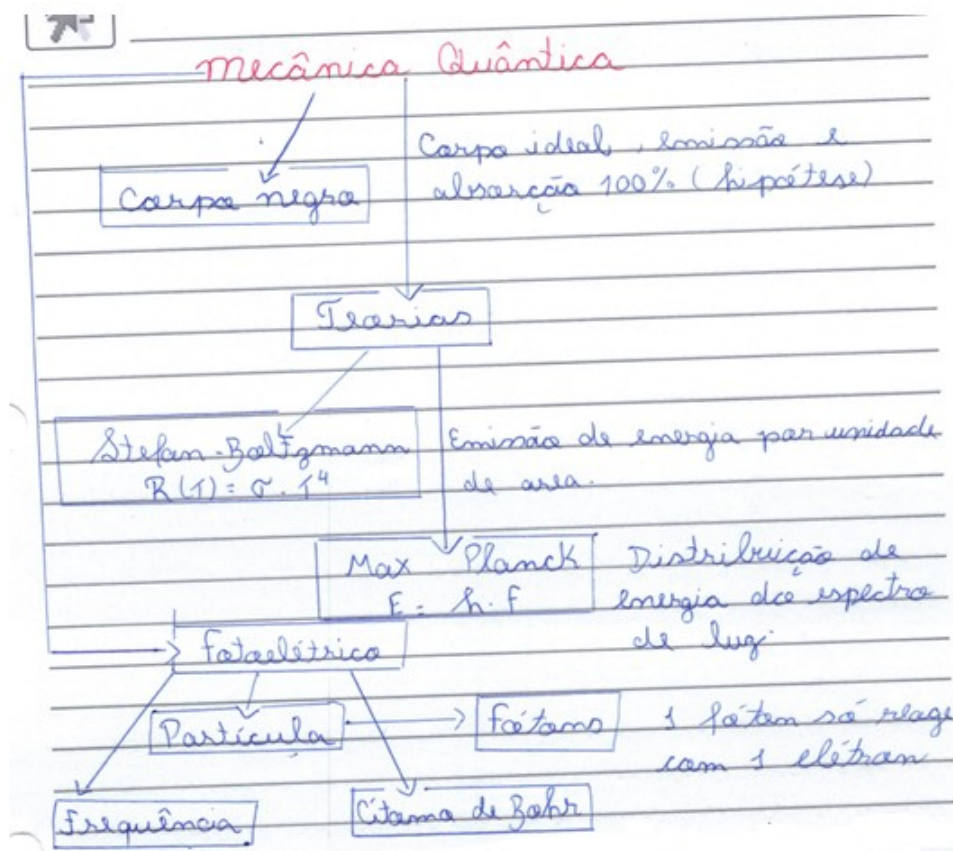 Mecânica Quântica
Corpo negro
Corpo ideal, emissão e
absorção 100% (hipótese)
Teorias
Stefan-Boltzmann
R(T) = σ . T⁴
Emissão de energia por unidade
de area.
Max Planck
E = h . f
Distribuição de
energia do espectro
de luz.
Fotoelétrico
Partícula
Fótons
1 fóton só reage
com 1 elétron
Frequência
Átomo de Bohr